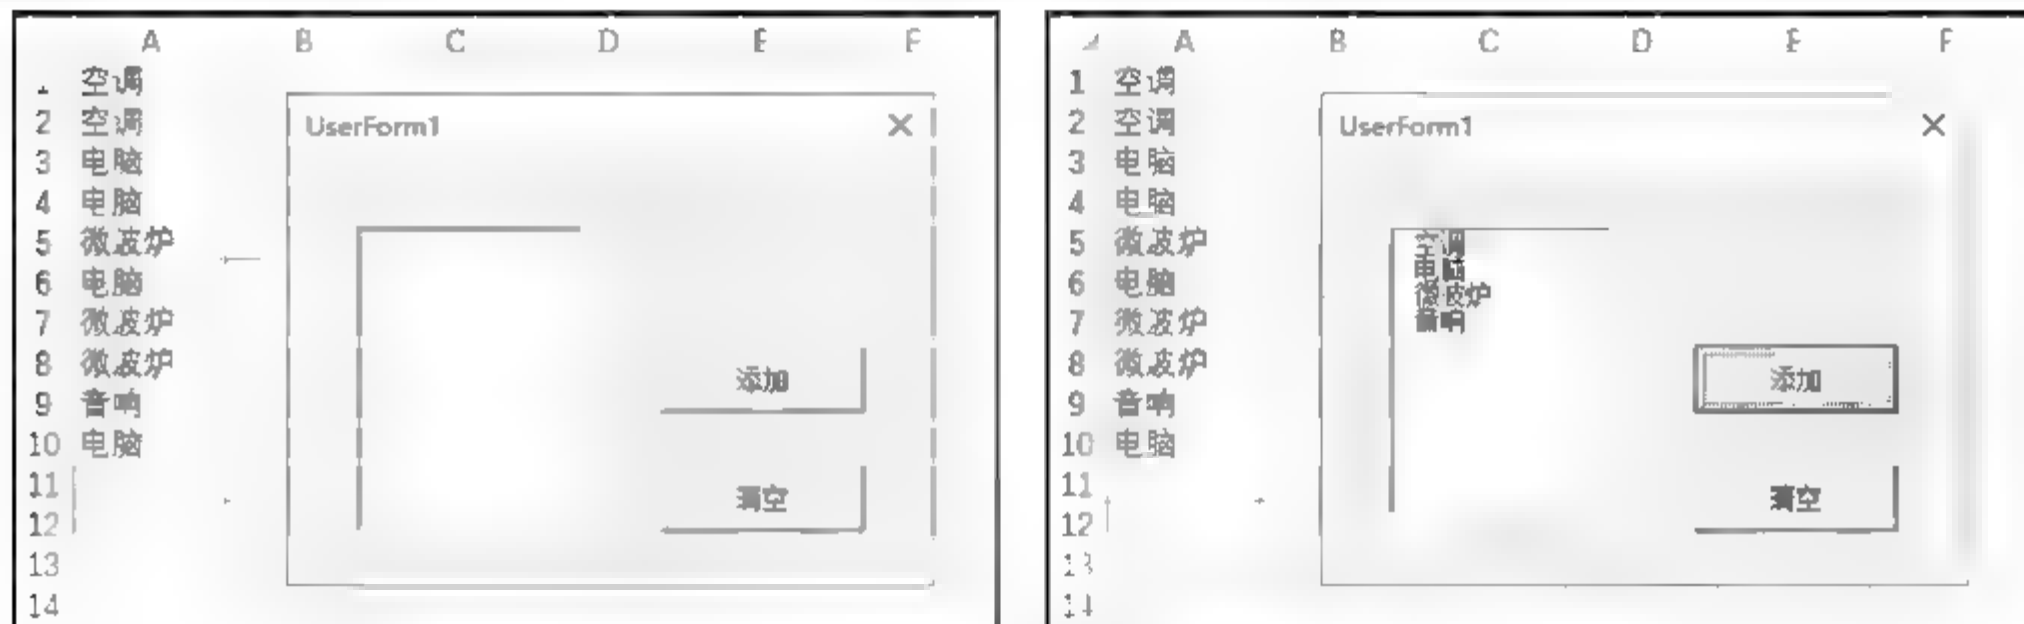 A B C D E F
空调
2 空调
3 电脑
4 电脑
5 微波炉
6 电脑
7 微波炉
8 微波炉
9 音响
10 电脑
11
12
13
14
UserForm1
添加
清空
A B C D E F
1 空调
2 空调
3 电脑
4 电脑
5 微波炉
6 电脑
7 微波炉
8 微波炉
9 音响
10 电脑
11
12
13
14
UserForm1
空调
电脑
微波炉
音响
添加
清空